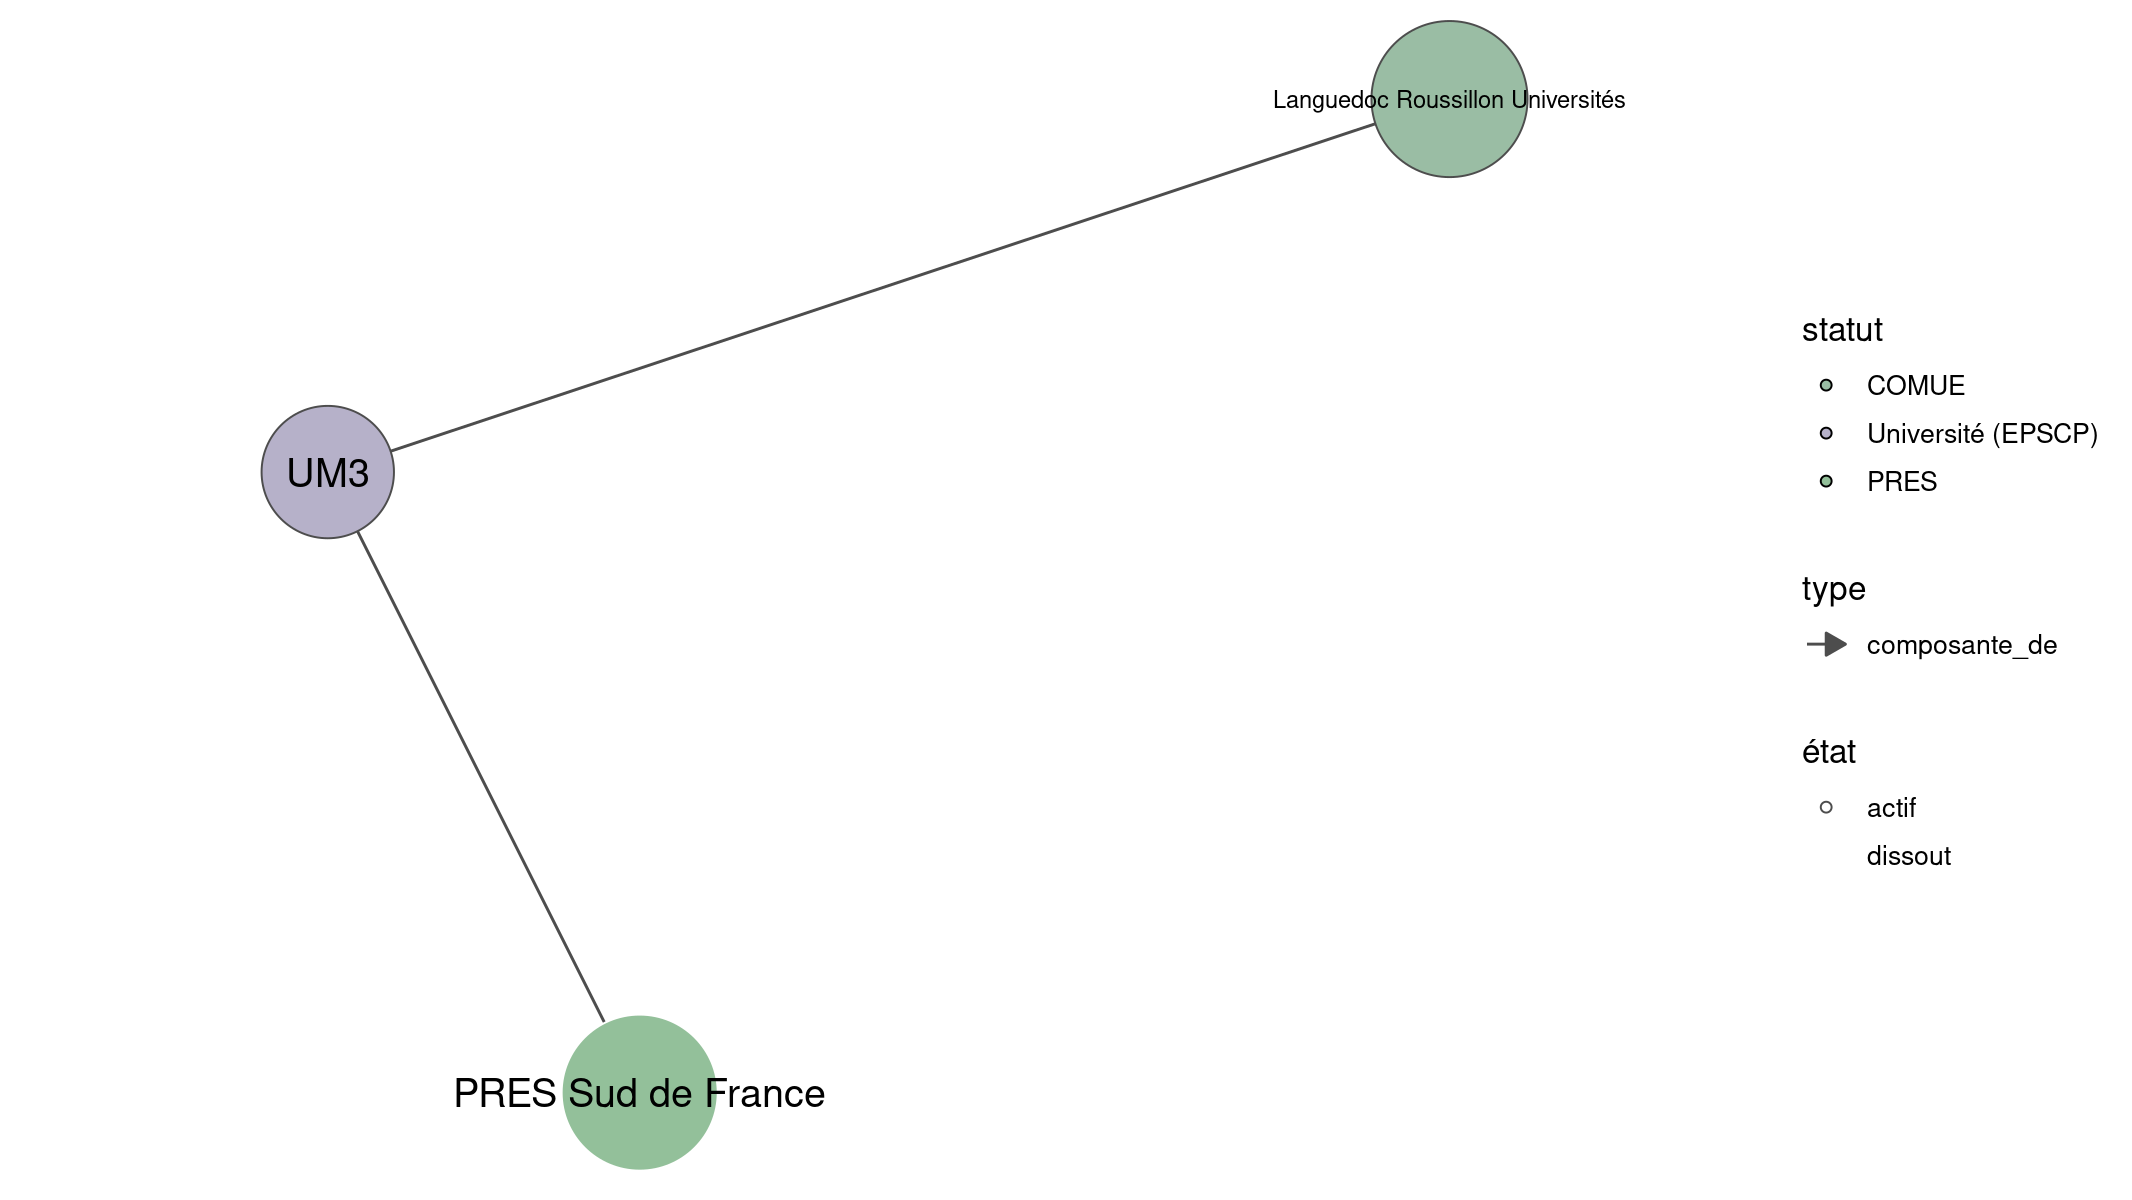 Languedoc Roussillon Universités
UM3
PRES Sud de France
statut
COMUE
Université (EPSCP)
PRES
type
composante_de
état
actif
dissout